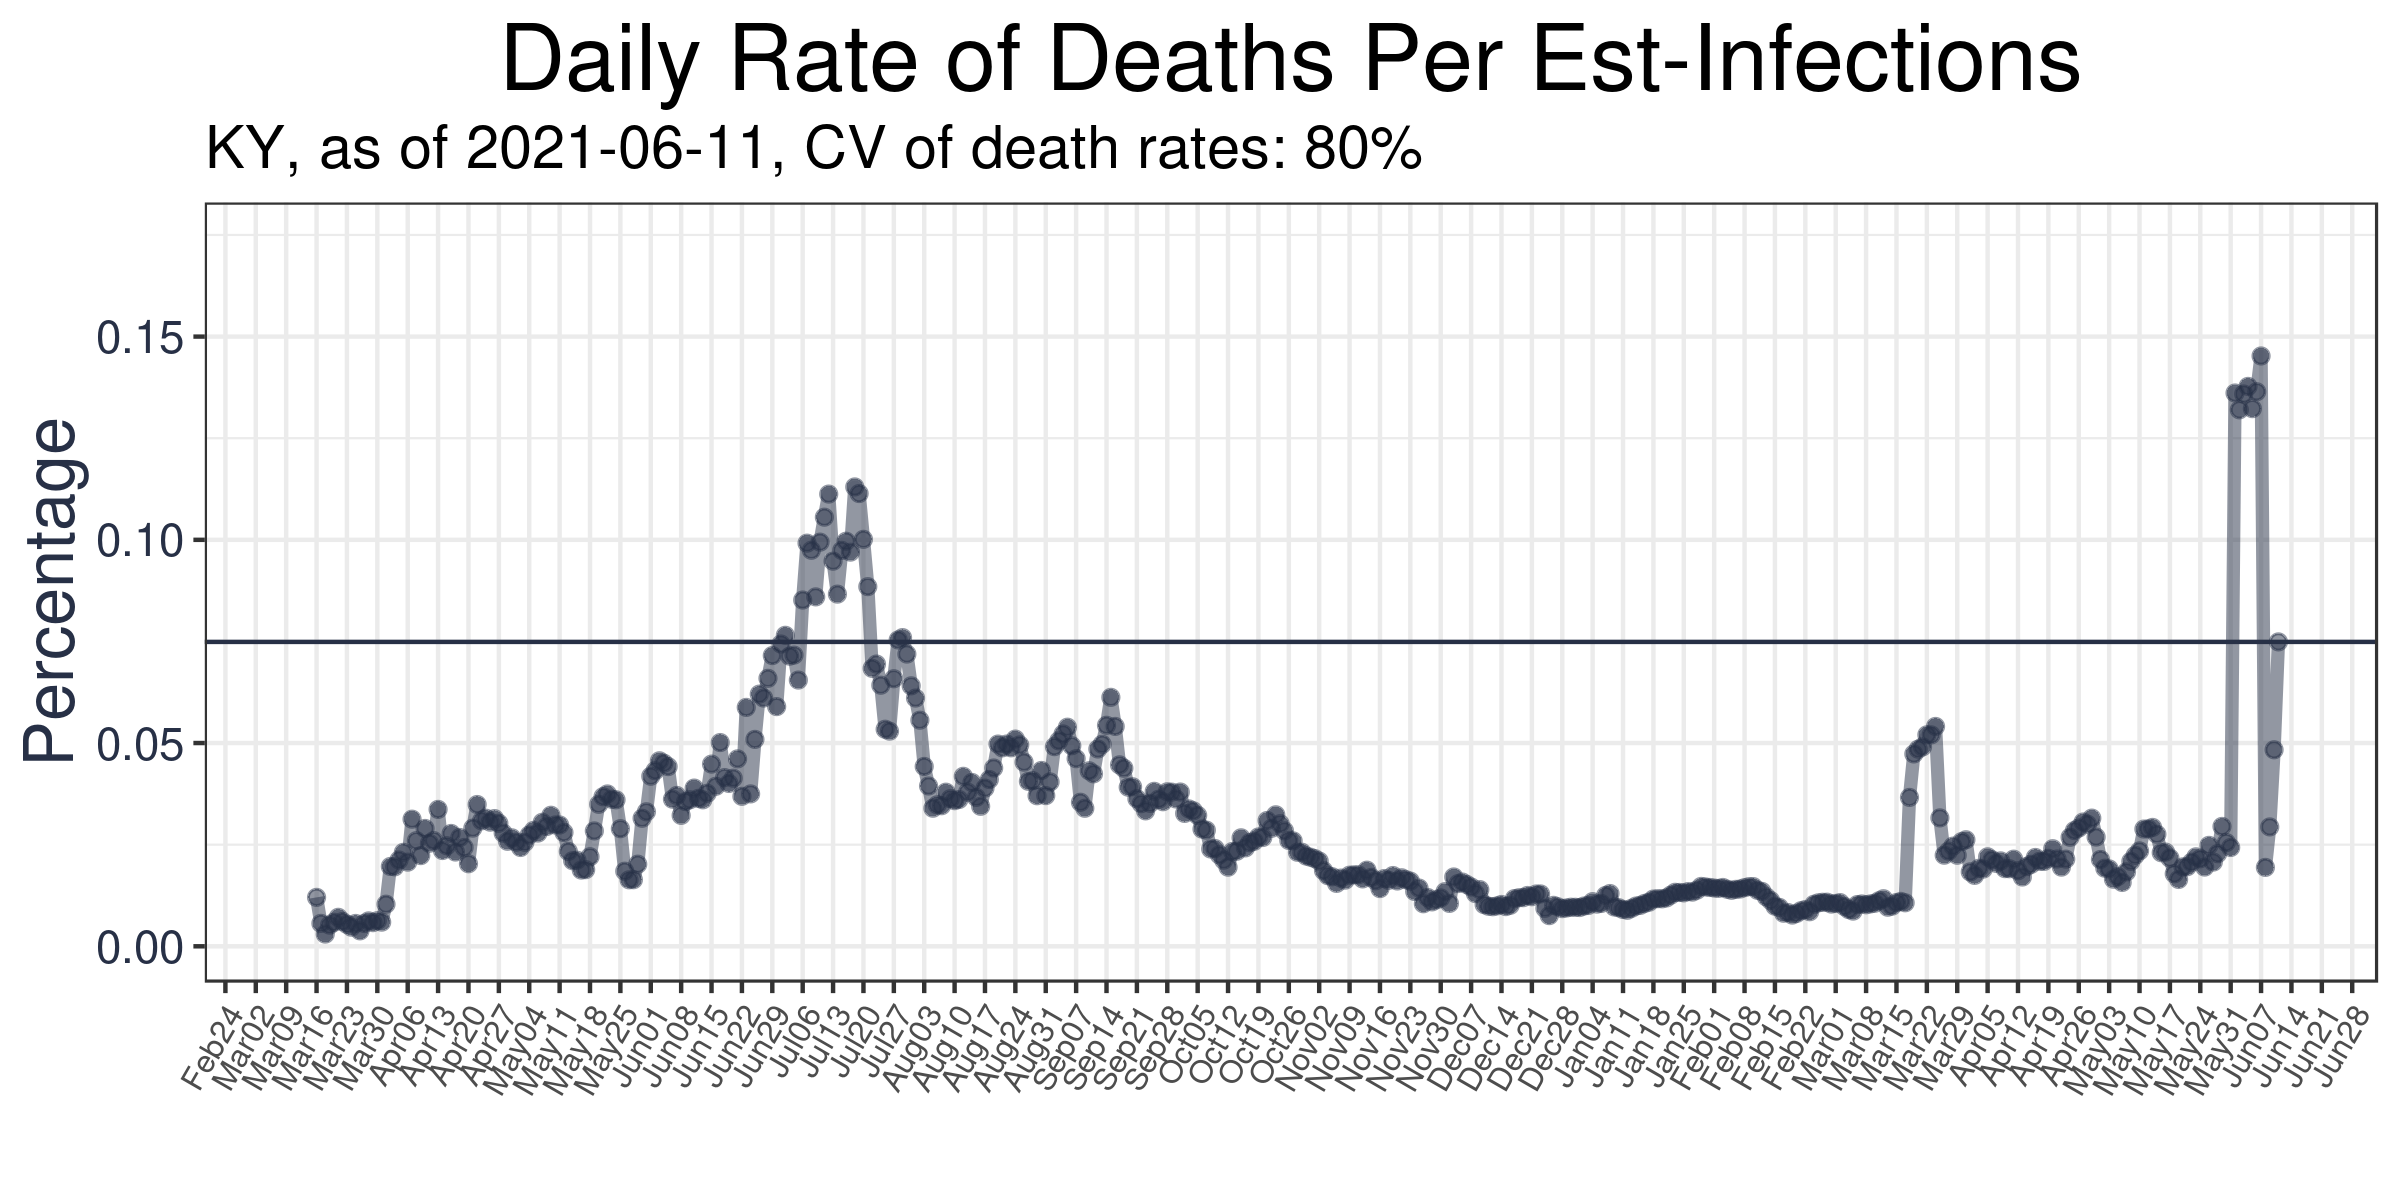 Daily Rate of Deaths Per Est-Infections
KY, as of 2021-06-11, CV of death rates: 80%
Percentage
0.15
0.10
0.05
0.00
Feb24
Mar02
Mar09
Mar16
Mar23
Mar30
Apr06
Apr13
Apr20
Apr27
May04
May11
May18
May25
Jun01
Jun08
Jun15
Jun22
Jun29
Jul06
Jul13
Jul20
Jul27
Aug03
Aug10
Aug17
Aug24
Aug31
Sep07
Sep14
Sep21
Sep28
Oct05
Oct12
Oct19
Oct26
Nov02
Nov09
Nov16
Nov23
Nov30
Dec07
Dec14
Dec21
Dec28
Jan04
Jan11
Jan18
Jan25
Feb01
Feb08
Feb15
Feb22
Mar01
Mar08
Mar15
Mar22
Mar29
Apr05
Apr12
Apr19
Apr26
May03
May10
May17
May24
May31
Jun07
Jun14
Jun21
Jun28